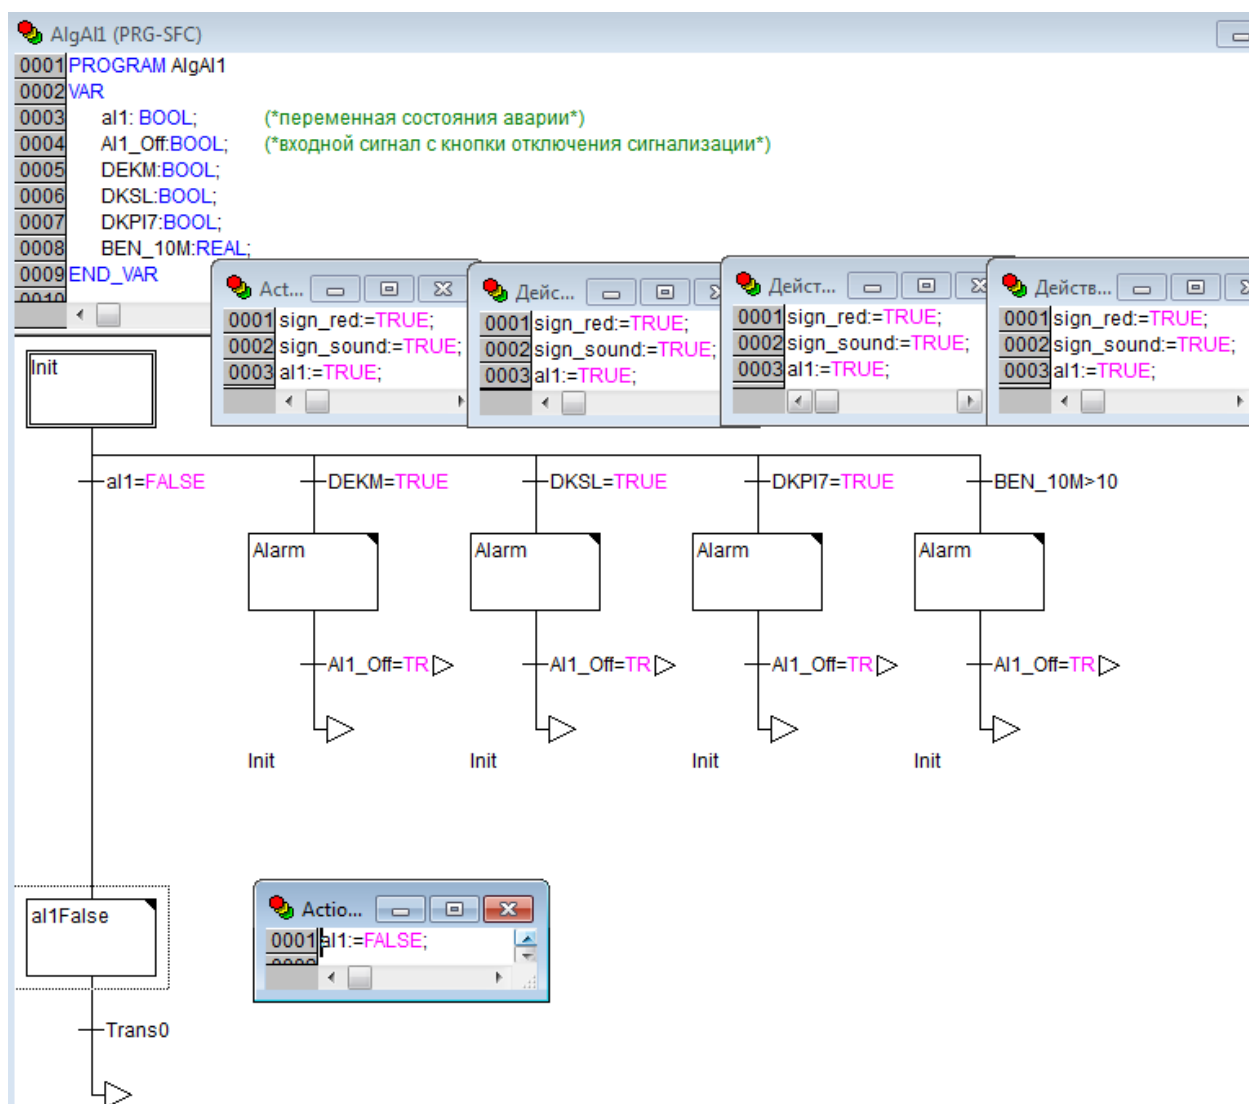 AlgAl1 (PRG-SFC)
0001 PROGRAM AlgAl1
0002 VAR
0003 al1: BOOL; (*переменная состояния аварии*)
0004 Al1_Off:BOOL; (*входной сигнал с кнопки отключения сигнализации*)
0005 DEKM:BOOL;
0006 DKSL:BOOL;
0007 DKPI7:BOOL;
0008 BEN_10M:REAL;
0009 END_VAR
0010
Act...
0001 sign_red:=TRUE;
0002 sign_sound:=TRUE;
0003 al1:=TRUE;
Дейс...
0001 sign_red:=TRUE;
0002 sign_sound:=TRUE;
0003 al1:=TRUE;
Дейст...
0001 sign_red:=TRUE;
0002 sign_sound:=TRUE;
0003 al1:=TRUE;
Действ...
0001 sign_red:=TRUE;
0002 sign_sound:=TRUE;
0003 al1:=TRUE;
Init
al1=FALSE
DEKM=TRUE
DKSL=TRUE
DKPI7=TRUE
BEN_10M>10
Alarm
Alarm
Alarm
Alarm
Al1_Off=TR
Al1_Off=TR
Al1_Off=TR
Al1_Off=TR
Init
Init
Init
Init
al1False
Actio...
0001 al1:=FALSE;
Trans0